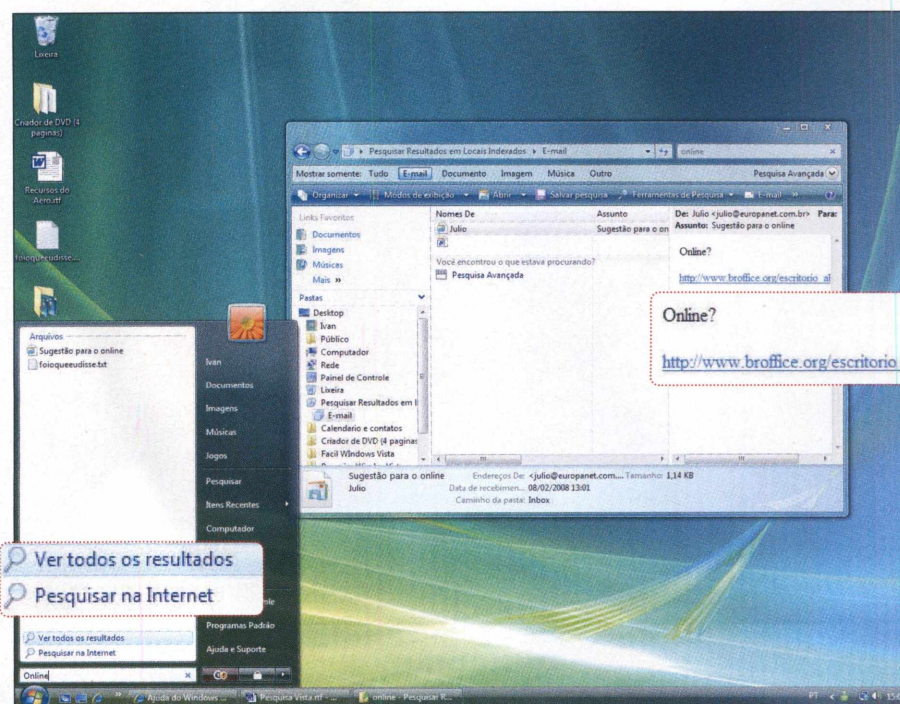 Lixeira
Criador de DVD (4 paginas)
Recursos do Aero.rtf
foioqueeudisse....
Pesquisar Resultados em Locais Indexados E-mail
online
Mostrar somente: Tudo E-mail Documento Imagem Música Outro Pesquisa Avançada
Organizar Modos de exibição Abrir Salvar pesquisa Ferramentas de Pesquisa E-mail »
Links Favoritos
Documentos
Imagens
Músicas
Mais »
Pastas
Desktop
Ivan
Público
Computador
Rede
Painel de Controle
Lixeira
Pesquisar Resultados em
E-mail
Calendario e contatos
Criador de DVD (4 paginas
Facil WIndows Vista
Nomes De Assunto
Julio Sugestão para o on
Você encontrou o que estava procurando?
Pesquisa Avançada
De: Julio <julio@europanet.com.br> Para:
Assunto: Sugestão para o online
Online?
http://www.broffice.org/escritorio_al
Online?
http://www.broffice.org/escritorio
Sugestão para o online Endereços De: <julio@europanet.com.... Tamanho: 1,14 KB
Julio Data de recebimen... 08/02/2008 13:01
Caminho da pasta: Inbox
Arquivos
Sugestão para o online
foioqueeudisse.txt
Ivan
Documentos
Imagens
Músicas
Jogos
Pesquisar
Itens Recentes
Computador
Programas Padrão
Ajuda e Suporte
Ver todos os resultados
Pesquisar na Internet
Ver todos os resultados
Pesquisar na Internet
Online
Ajuda do Windows ... Pesquisa Vista.rtf - ... online - Pesquisar R... PT